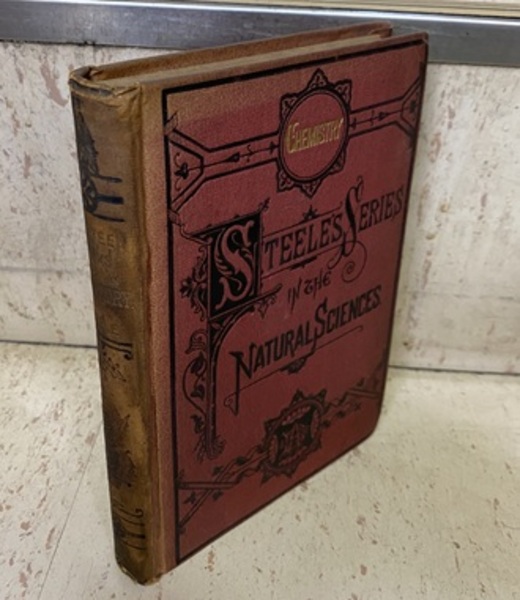 CHEMISTRY
STEELE'S SERIES
IN THE
NATURAL SCIENCES.